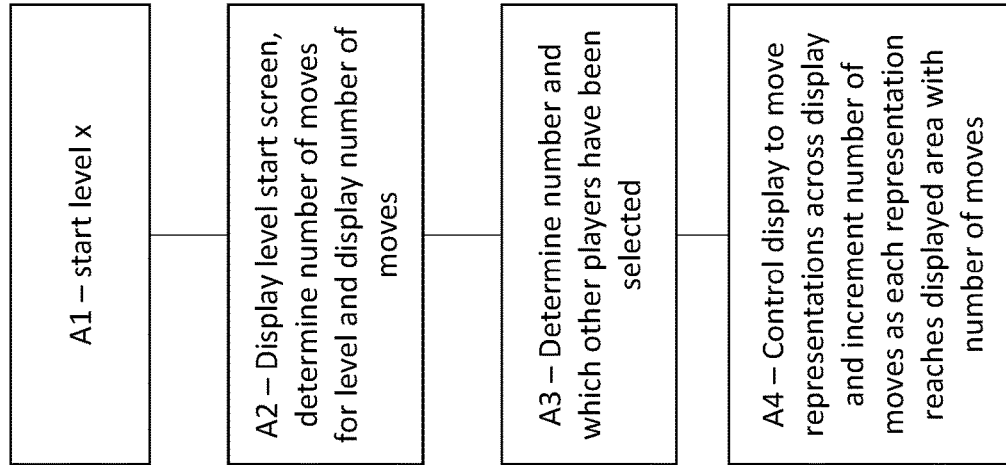 A1 – start level x
A2 – Display level start screen,
determine number of moves
for level and display number of
moves
A3 – Determine number and
which other players have been
selected
A4 – Control display to move
representations across display
and increment number of
moves as each representation
reaches displayed area with
number of moves